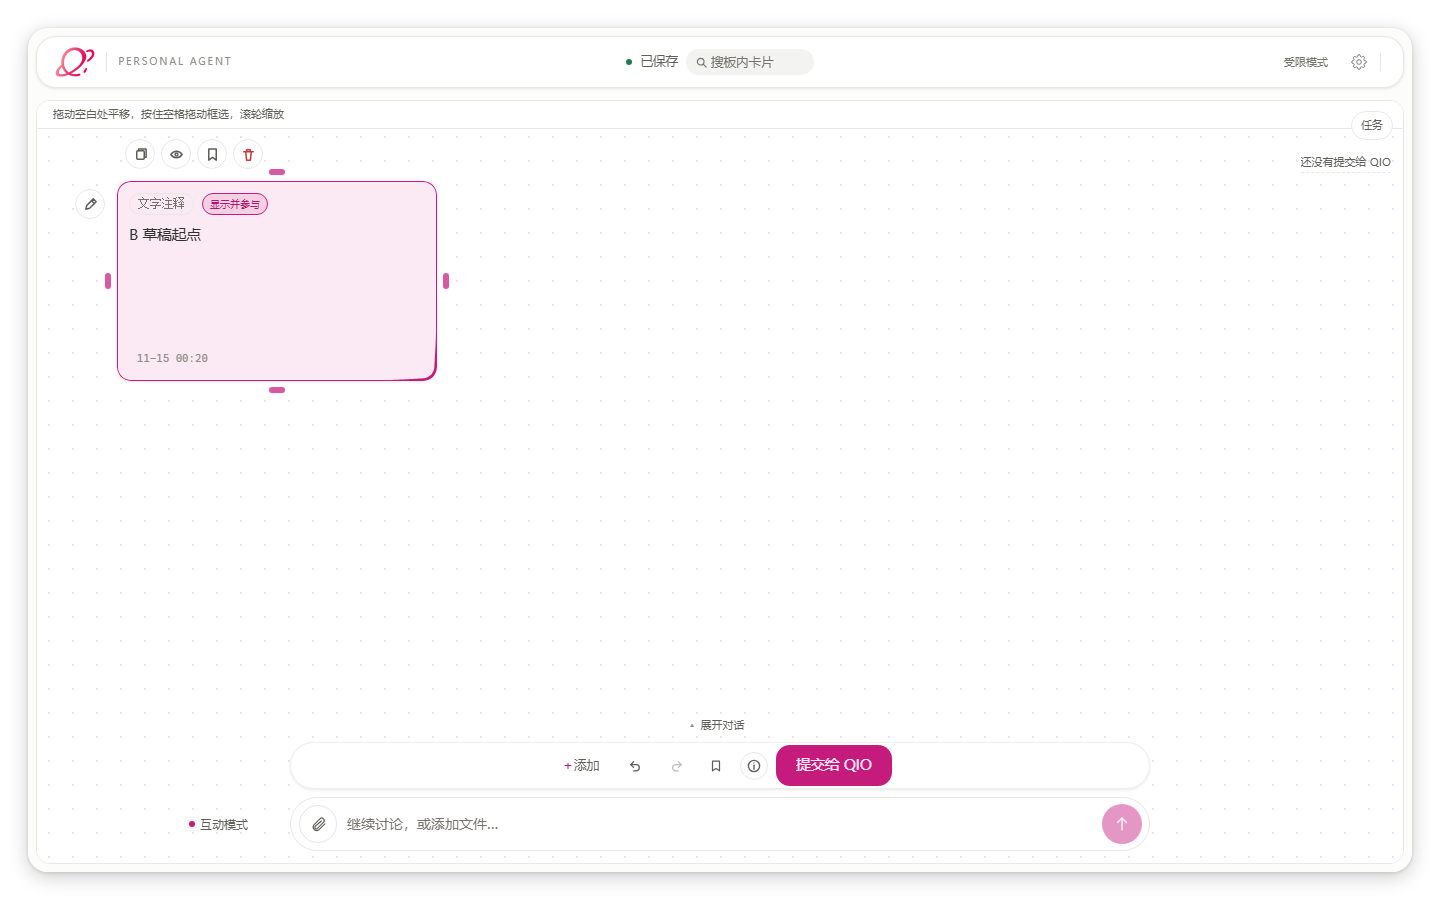 PERSONAL AGENT
已保存
搜板内卡片
受限模式
拖动空白处平移，按住空格拖动框选，滚轮缩放
任务
还没有提交给 QIO
文字注释
显示并参与
B 草稿起点
11-15 00:20
展开对话
+添加
提交给 QIO
互动模式
继续讨论，或添加文件...